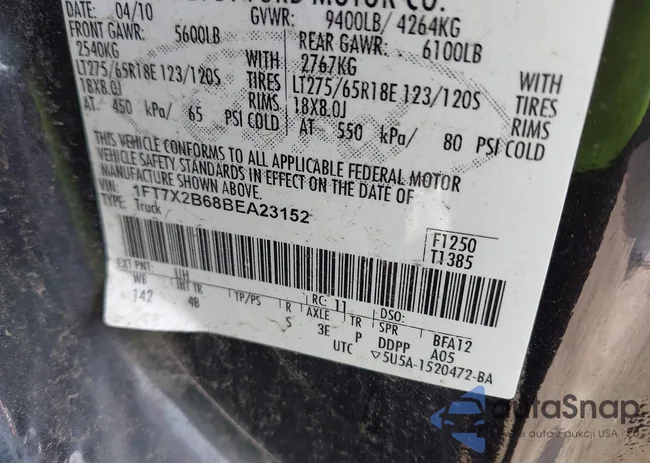 FORD MOTOR CO.
DATE: 04/10 GVWR: 9400LB/ 4264KG
FRONT GAWR: 5600LB REAR GAWR: 6100LB
2540KG WITH 2767KG WITH
LT275/65R18E 123/120S TIRES LT275/65R18E 123/120S TIRES
18X8.0J RIMS 18X8.0J RIMS
AT 450 kPa/ 65 PSI COLD AT 550 kPa/ 80 PSI COLD
THIS VEHICLE CONFORMS TO ALL APPLICABLE FEDERAL MOTOR
VEHICLE SAFETY STANDARDS IN EFFECT ON THE DATE OF
MANUFACTURE SHOWN ABOVE.
VIN: 1FT7X2B68BEA23152
TYPE: Truck
F1250
T1385
EXT PNT: UH RC: 11 DSO:
WB INT TR TP/PS R AXLE TR SPR BFA12
142 4B S 3E P DDPP A05
UTC ▽5U5A-1520472-BA
autoSnap
auta z aukcji USA i EU